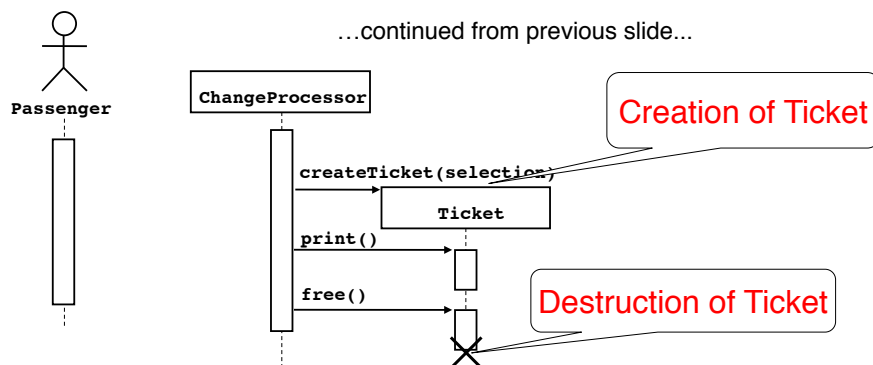 …continued from previous slide...
Passenger
ChangeProcessor
Creation of Ticket
createTicket(selection)
Ticket
print()
free()
Destruction of Ticket